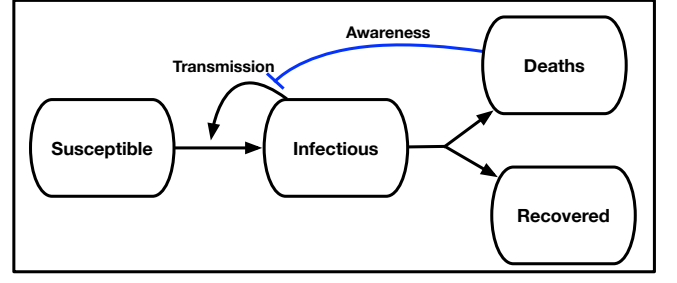 Awareness
Deaths
Transmission
Susceptible
Infectious
Recovered